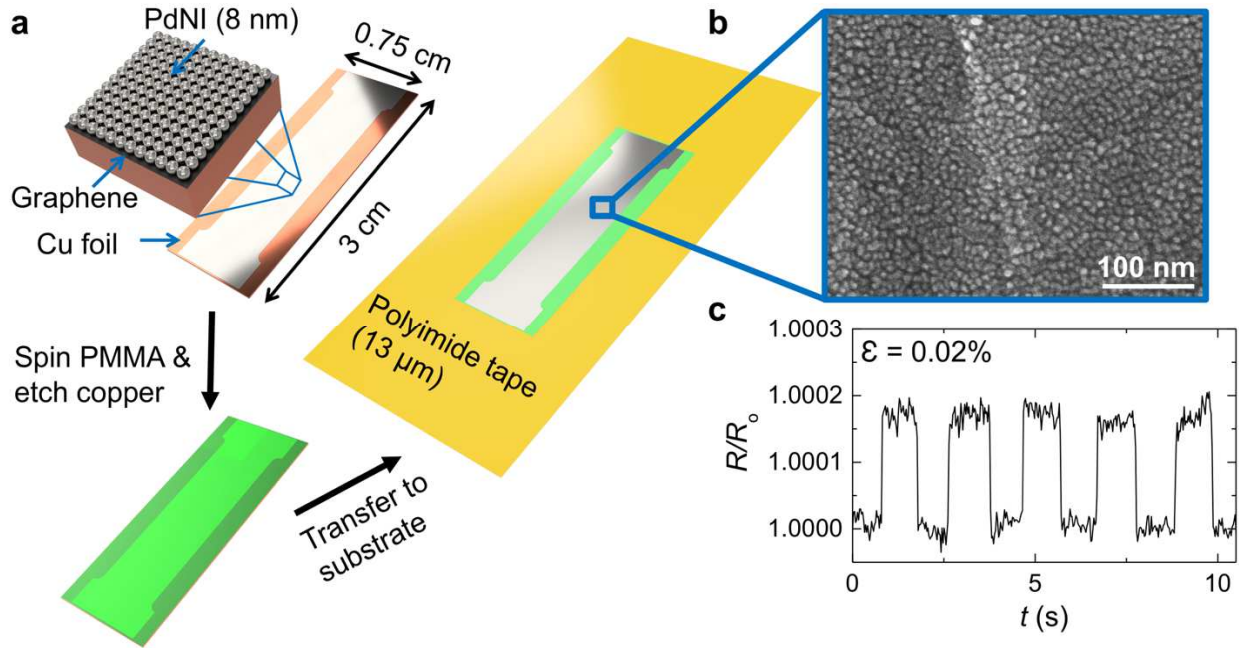 a
PdNI (8 nm)
0.75 cm
Graphene
Cu foil
3 cm
Spin PMMA &
etch copper
Transfer to
substrate
Polyimide tape
(13 μm)
b
100 nm
c
1.0003
1.0002
1.0001
1.0000
R/Ro
ε = 0.02%
0
5
10
t (s)